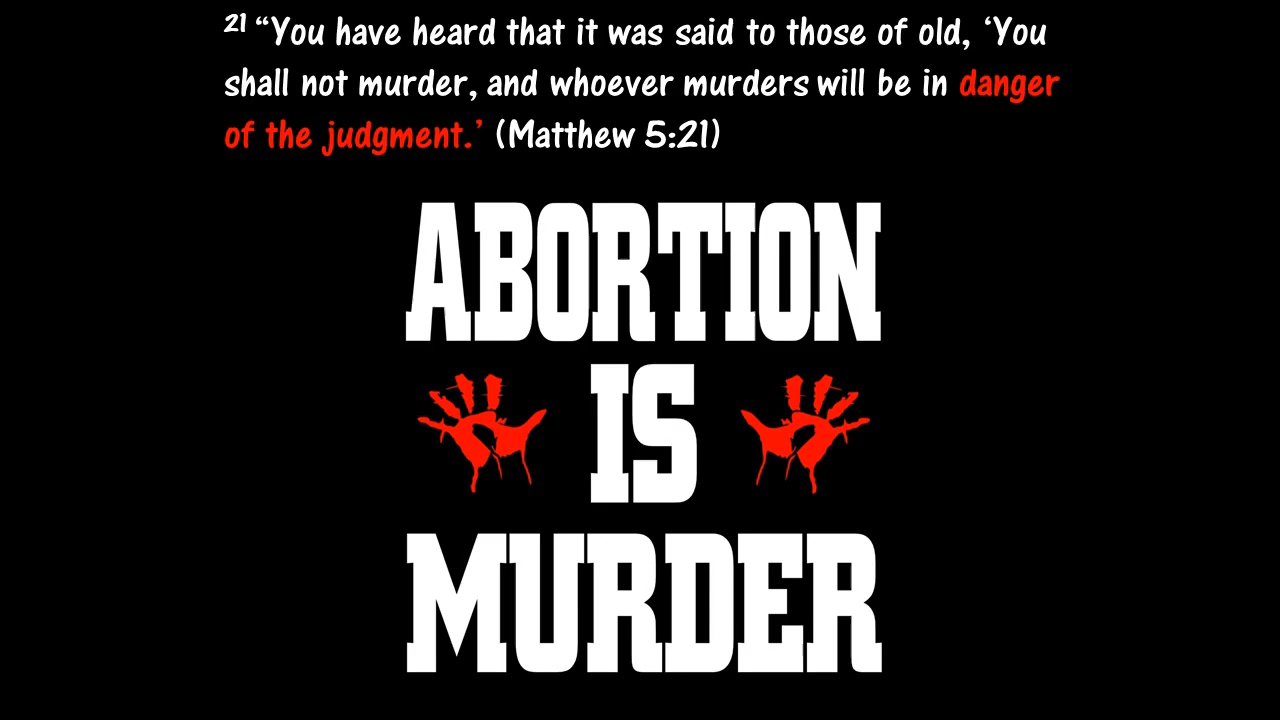 21 “You have heard that it was said to those of old, ‘You
shall not murder, and whoever murders will be in danger
of the judgment.’ (Matthew 5:21)
ABORTION
IS
MURDER